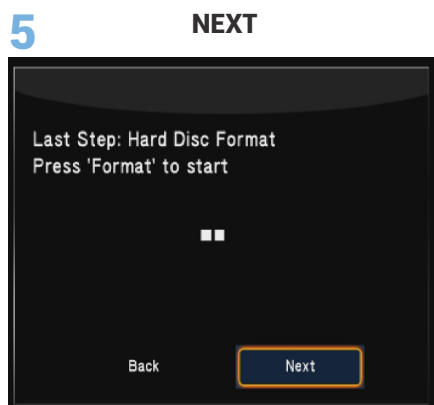 5
NEXT
Last Step: Hard Disc Format
Press 'Format' to start
Back
Next